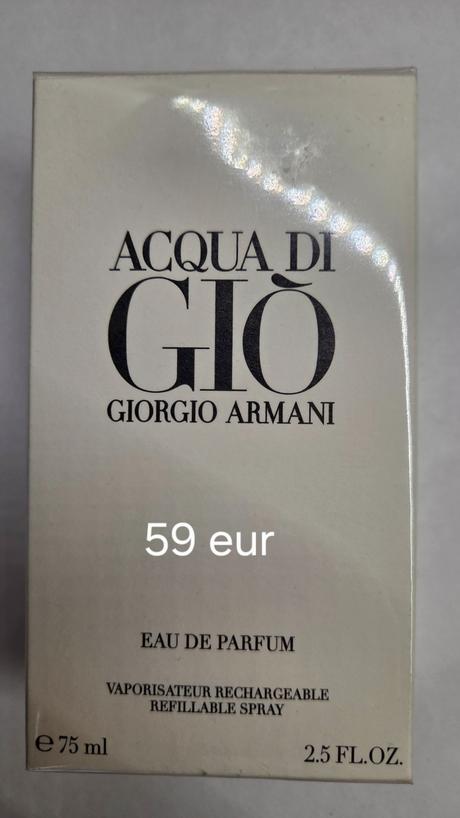 ACQUA DI
GIÒ
GIORGIO ARMANI
59 eur
EAU DE PARFUM
VAPORISATEUR RECHARGEABLE
REFILLABLE SPRAY
℮ 75 ml
2.5 FL.OZ.